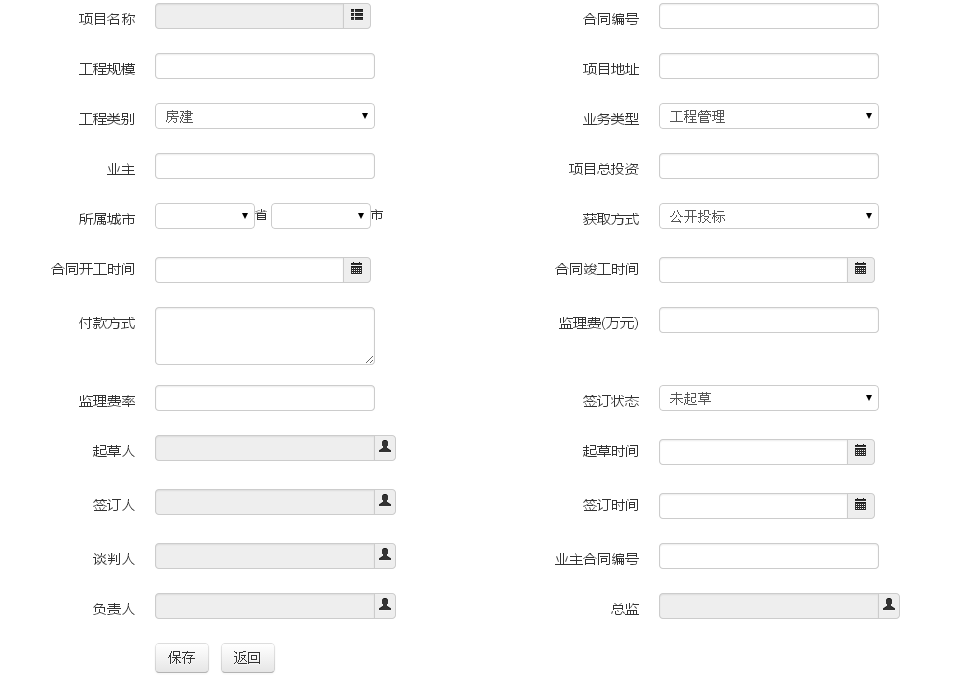 项目名称 合同编号
工程规模 项目地址
工程类别 房建 业务类型 工程管理
业主 项目总投资
所属城市 省 市 获取方式 公开投标
合同开工时间 合同竣工时间
付款方式 监理费(万元)
监理费率 签订状态 未起草
起草人 起草时间
签订人 签订时间
谈判人 业主合同编号
负责人 总监
保存 返回